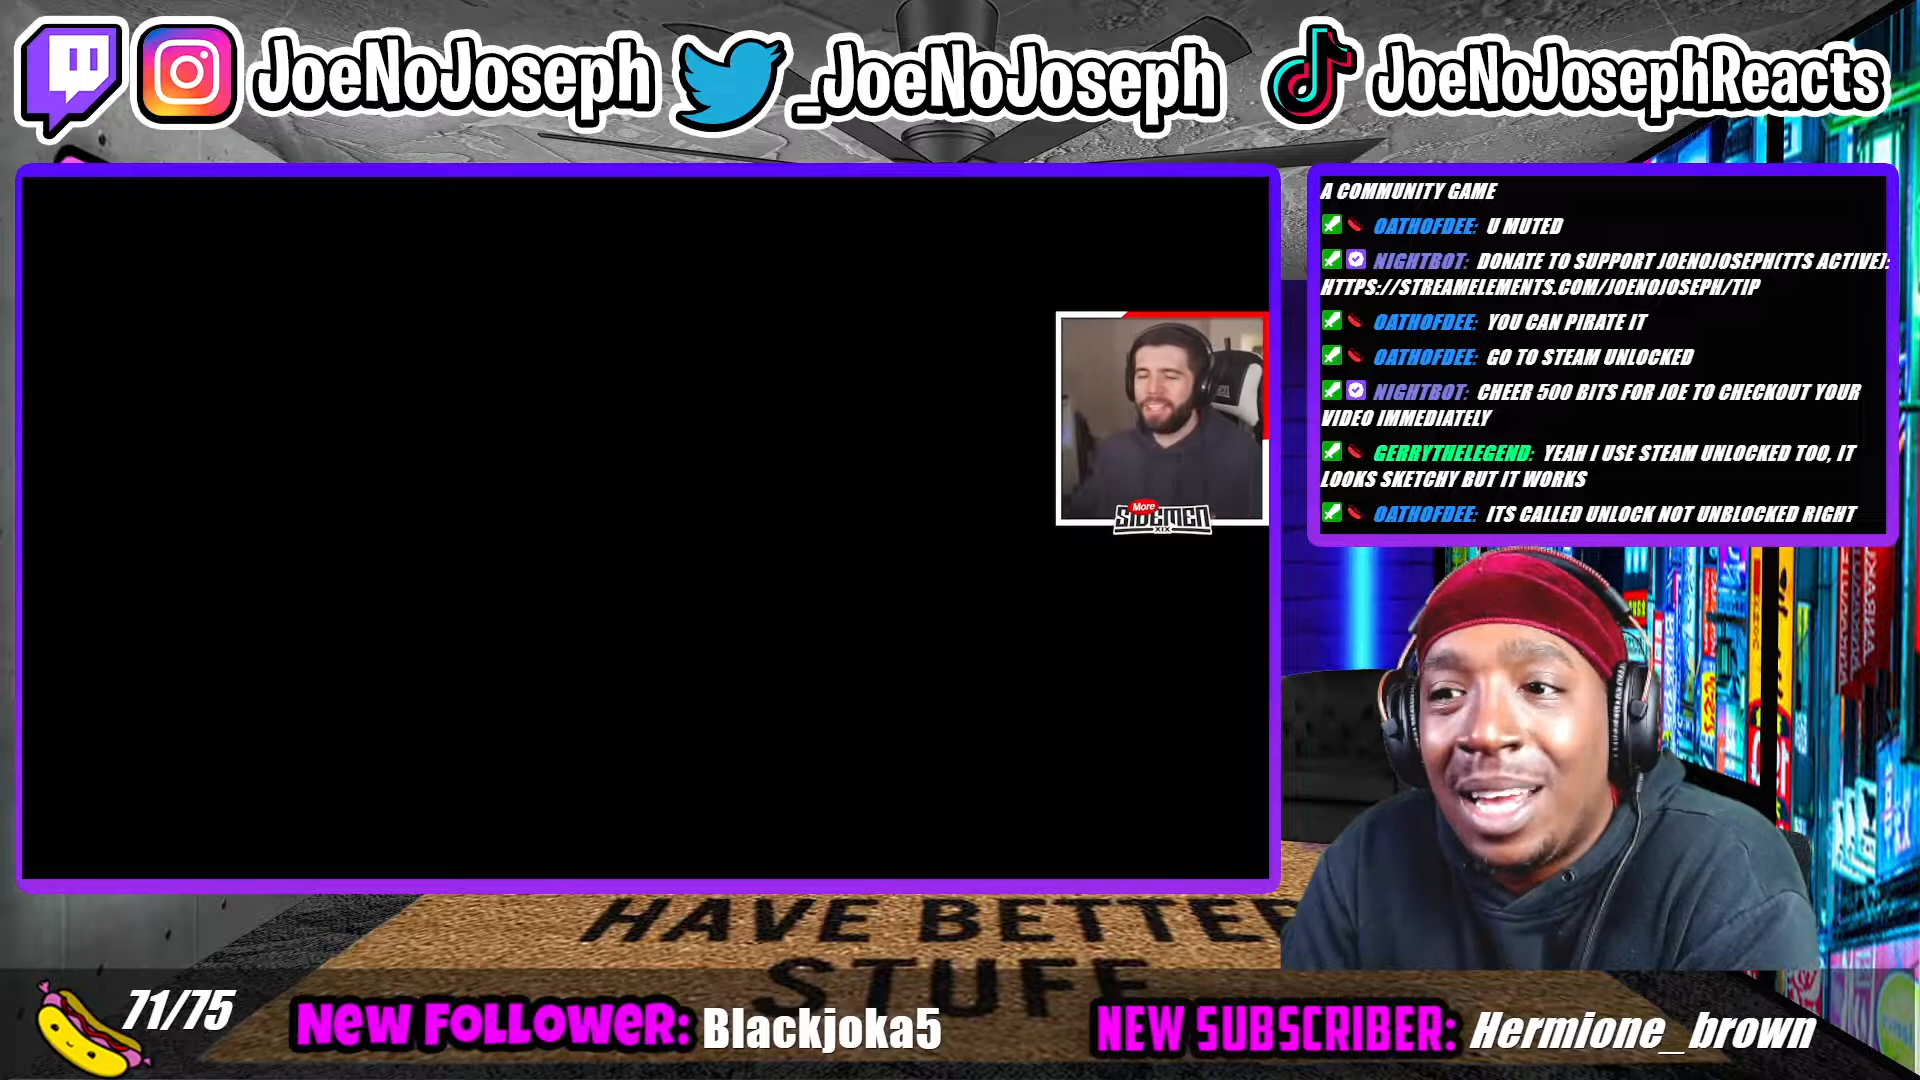 JoeNoJoseph
_JoeNoJoseph
JoeNoJosephReacts
A COMMUNITY GAME
OATHOFDEE: U MUTED
NIGHTBOT: DONATE TO SUPPORT JOENOJOSEPH(TTS ACTIVE):
HTTPS://STREAMELEMENTS.COM/JOENOJOSEPH/TIP
OATHOFDEE: YOU CAN PIRATE IT
OATHOFDEE: GO TO STEAM UNLOCKED
NIGHTBOT: CHEER 500 BITS FOR JOE TO CHECKOUT YOUR
VIDEO IMMEDIATELY
GERRYTHELEGEND: YEAH I USE STEAM UNLOCKED TOO, IT
LOOKS SKETCHY BUT IT WORKS
OATHOFDEE: ITS CALLED UNLOCK NOT UNBLOCKED RIGHT
More
SIDEMEN
XIX
HAVE BETTER
STUFF
71/75
NEW FOLLOWER: Blackjoka5
NEW SUBSCRIBER: Hermione_brown